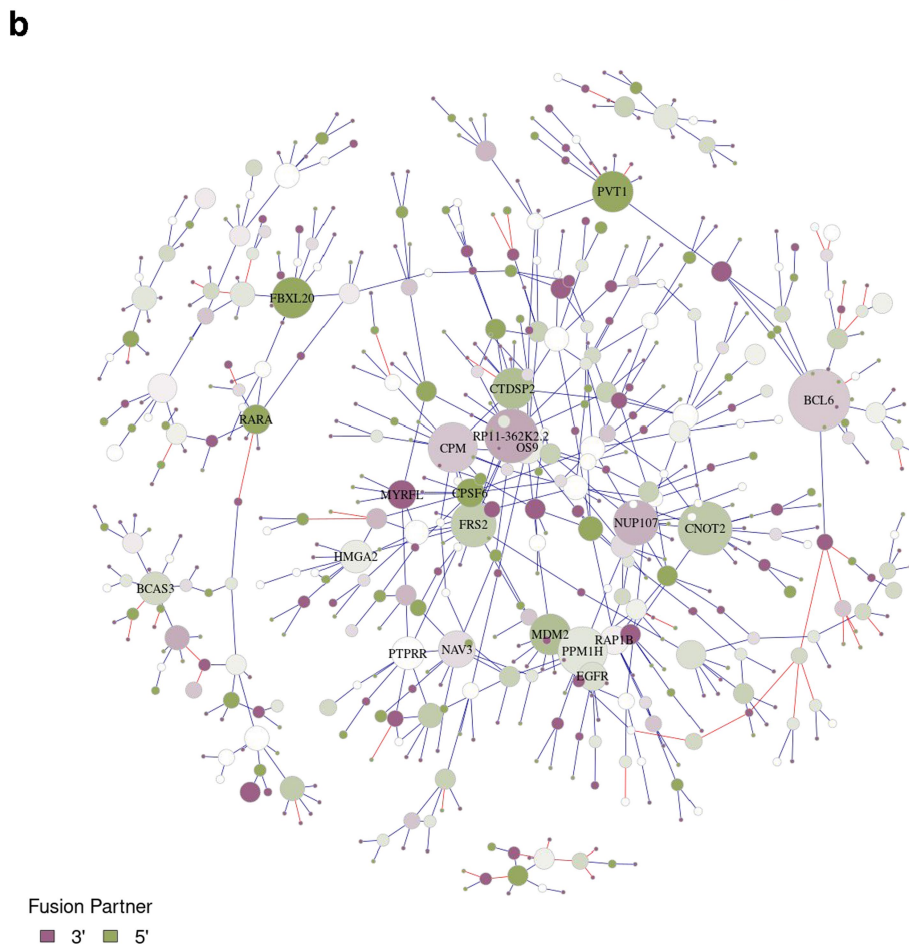 b
PVT1
FBXL20
CTDSP2
BCL6
RARA
RP11-362K2.2
CPM
OS9
MYRFL
CPSF6
FRS2
NUP107
CNOT2
HMGA2
BCAS3
MDM2
RAP1B
PTPRR
NAV3
PPM1H
EGFR
Fusion Partner
3' 5'